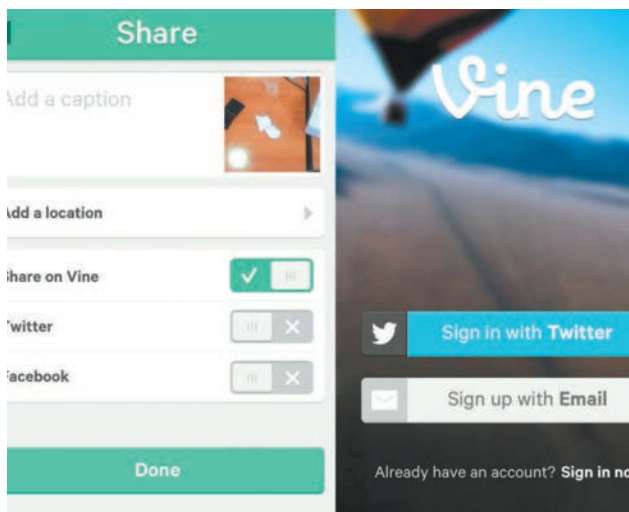 Share
Add a caption
Add a location
Share on Vine
Twitter
Facebook
Done
Vine
Sign in with Twitter
Sign up with Email
Already have an account? Sign in no